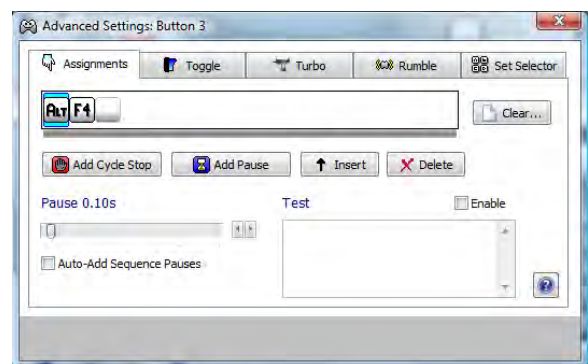 Advanced Settings: Button 3
Assignments Toggle Turbo Rumble Set Selector
ALT F4 Clear...
Add Cycle Stop Add Pause Insert Delete
Pause 0.10s Test Enable
Auto-Add Sequence Pauses
?